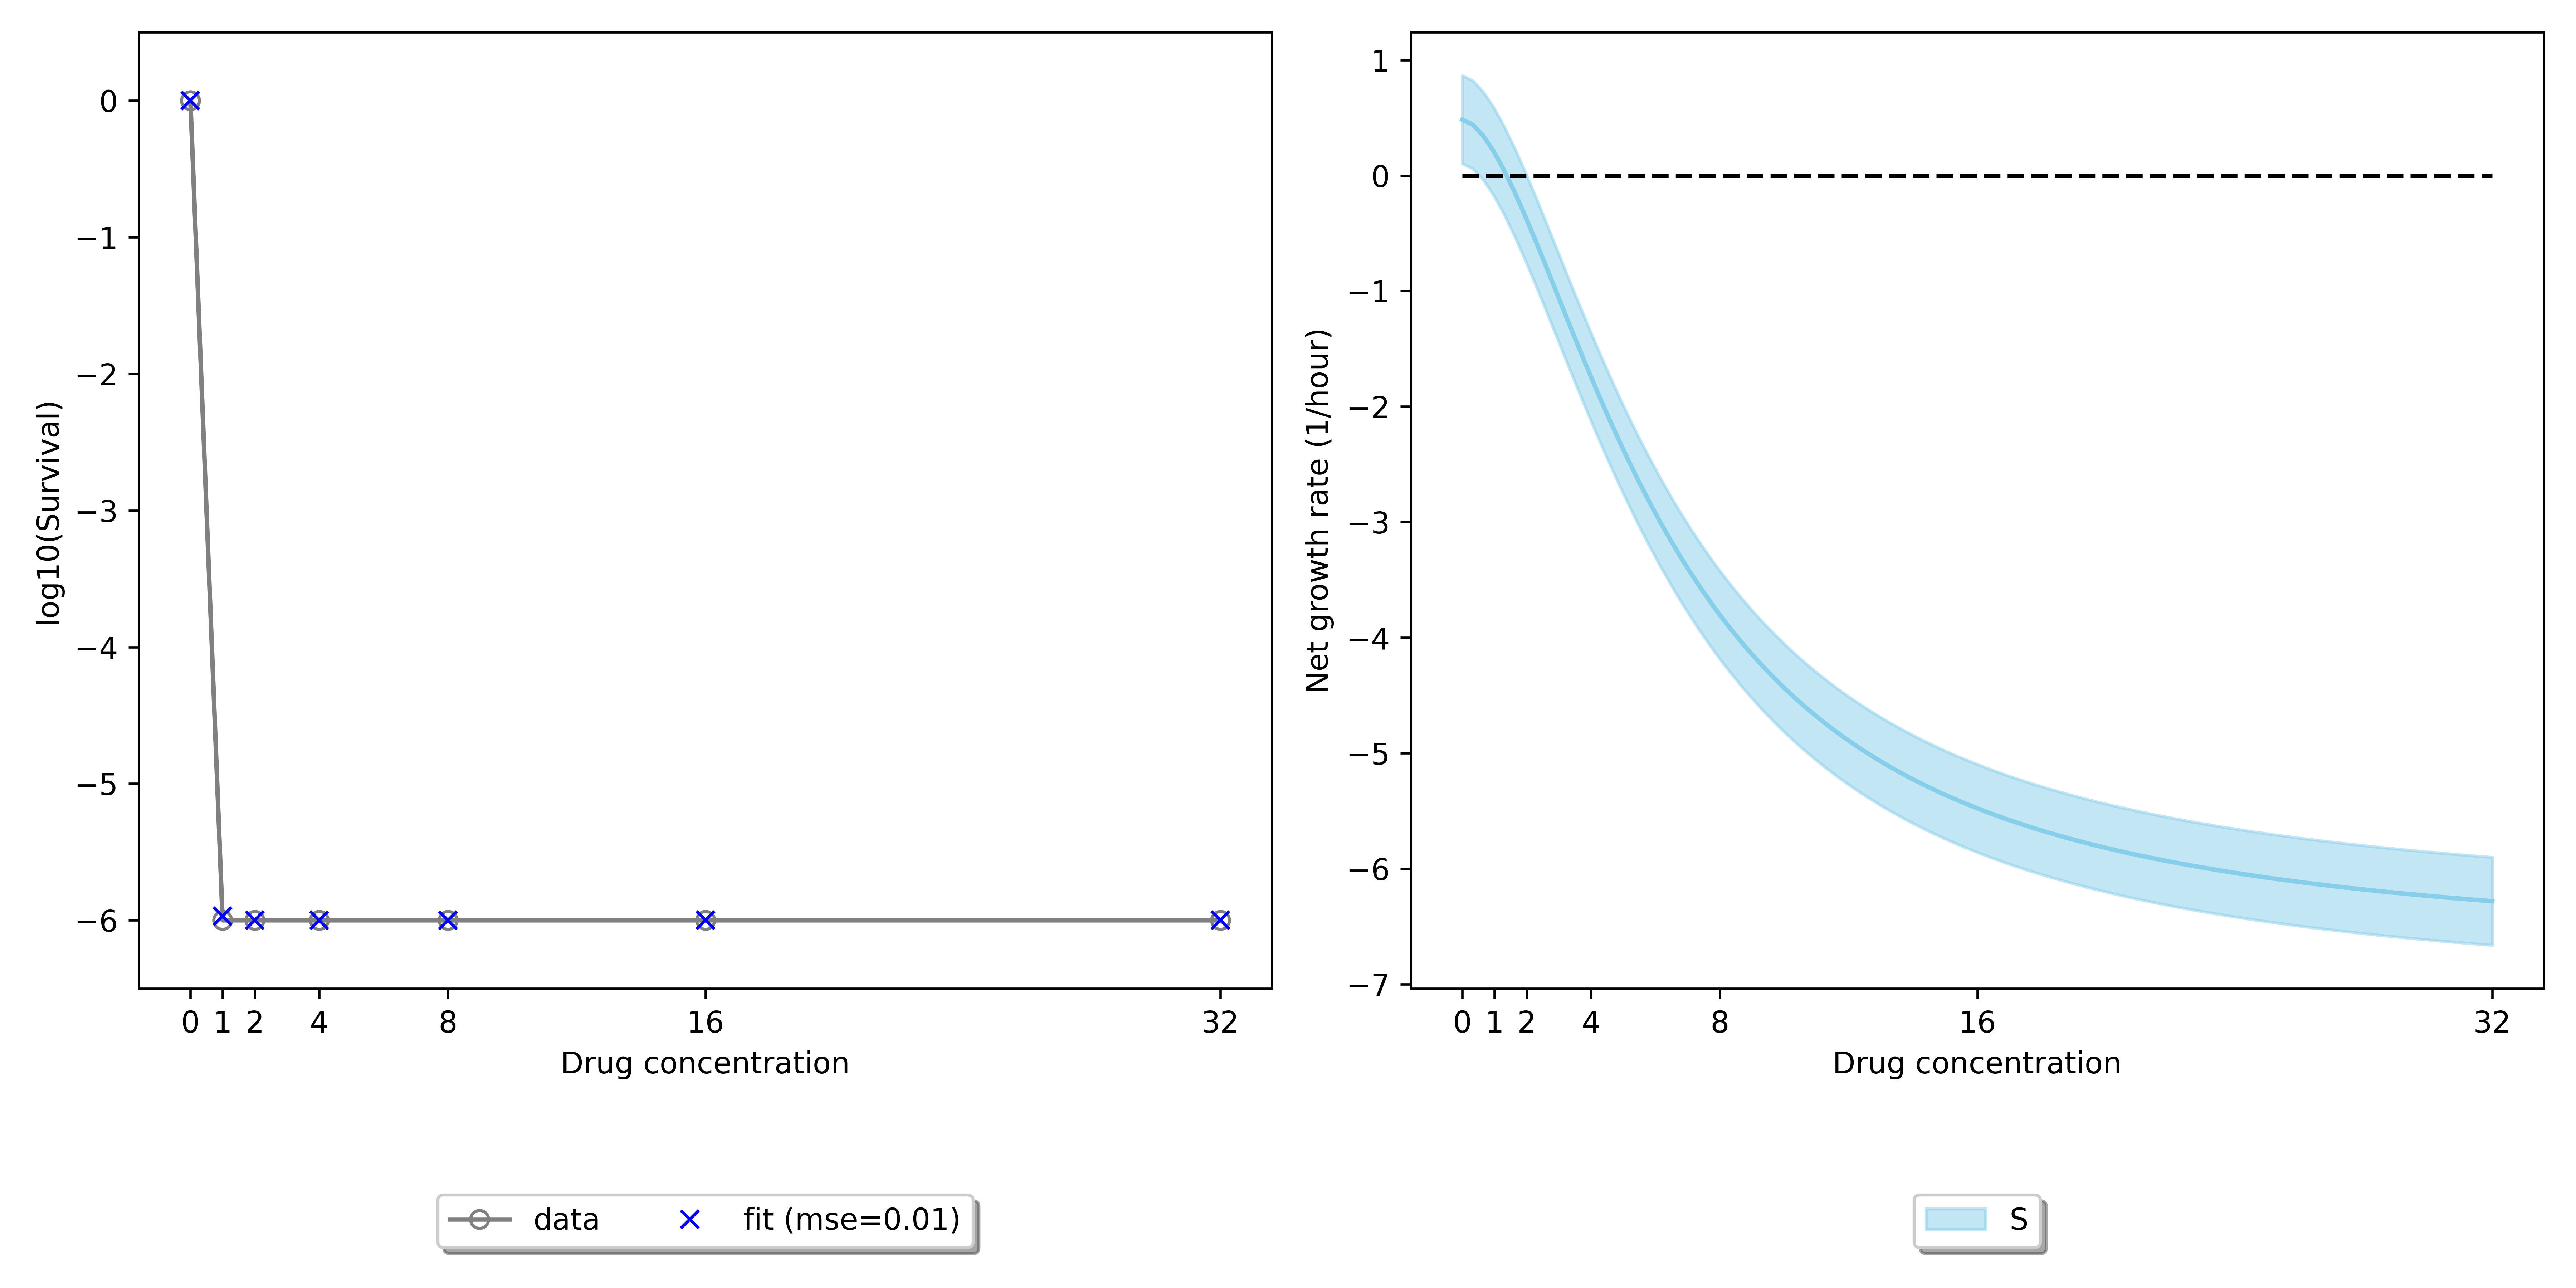 log10(Survival)
0
−1
−2
−3
−4
−5
−6
0 1 2 4 8 16 32
Drug concentration
data fit (mse=0.01)
Net growth rate (1/hour)
1
0
−1
−2
−3
−4
−5
−6
−7
0 1 2 4 8 16 32
Drug concentration
S